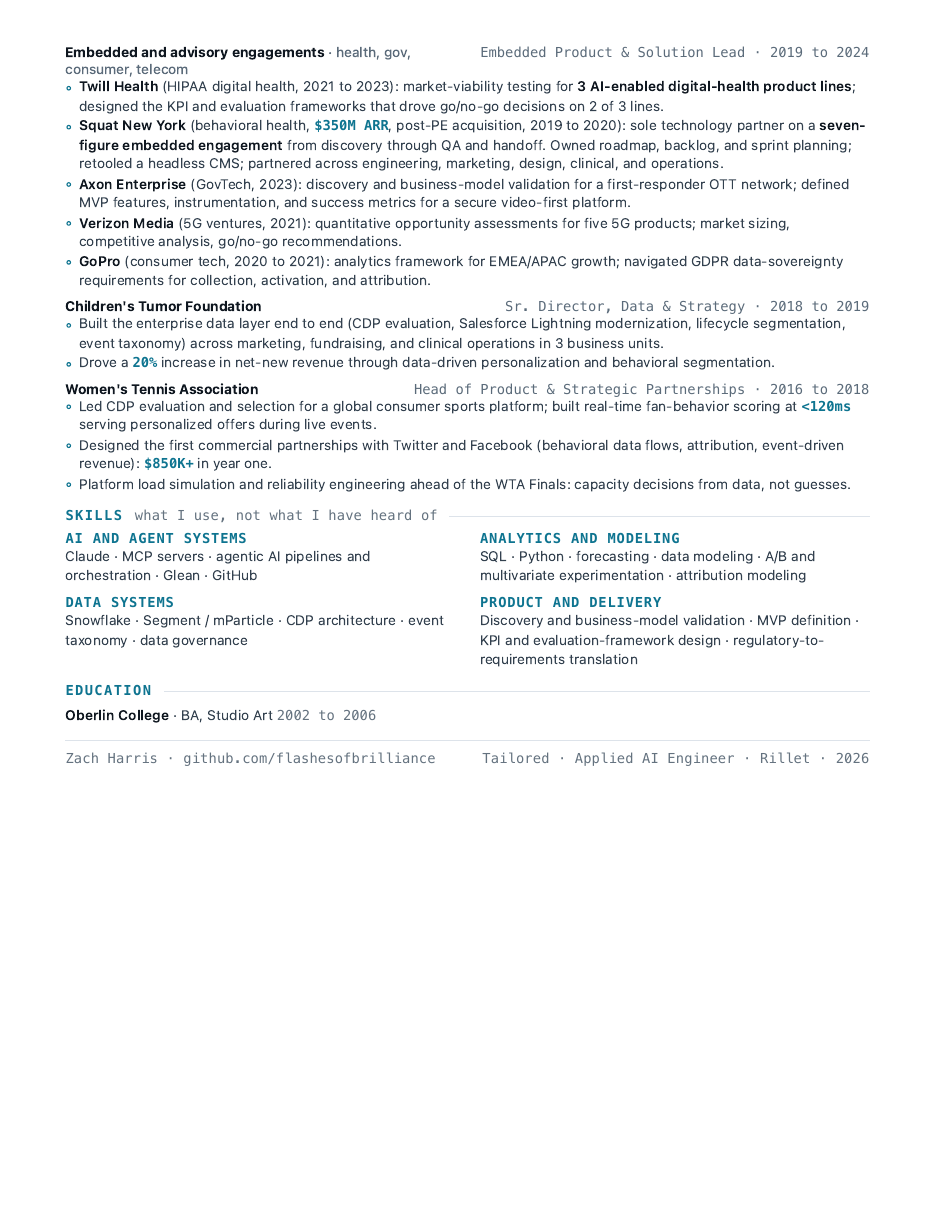 Embedded and advisory engagements · health, gov, consumer, telecom
Embedded Product & Solution Lead · 2019 to 2024
Twill Health (HIPAA digital health, 2021 to 2023): market-viability testing for 3 AI-enabled digital-health product lines;
designed the KPI and evaluation frameworks that drove go/no-go decisions on 2 of 3 lines.
Squat New York (behavioral health, $350M ARR, post-PE acquisition, 2019 to 2020): sole technology partner on a seven-
figure embedded engagement from discovery through QA and handoff. Owned roadmap, backlog, and sprint planning;
retooled a headless CMS; partnered across engineering, marketing, design, clinical, and operations.
Axon Enterprise (GovTech, 2023): discovery and business-model validation for a first-responder OTT network; defined
MVP features, instrumentation, and success metrics for a secure video-first platform.
Verizon Media (5G ventures, 2021): quantitative opportunity assessments for five 5G products; market sizing,
competitive analysis, go/no-go recommendations.
GoPro (consumer tech, 2020 to 2021): analytics framework for EMEA/APAC growth; navigated GDPR data-sovereignty
requirements for collection, activation, and attribution.
Children's Tumor Foundation
Sr. Director, Data & Strategy · 2018 to 2019
Built the enterprise data layer end to end (CDP evaluation, Salesforce Lightning modernization, lifecycle segmentation,
event taxonomy) across marketing, fundraising, and clinical operations in 3 business units.
Drove a 20% increase in net-new revenue through data-driven personalization and behavioral segmentation.
Women's Tennis Association
Head of Product & Strategic Partnerships · 2016 to 2018
Led CDP evaluation and selection for a global consumer sports platform; built real-time fan-behavior scoring at <120ms
serving personalized offers during live events.
Designed the first commercial partnerships with Twitter and Facebook (behavioral data flows, attribution, event-driven
revenue): $850K+ in year one.
Platform load simulation and reliability engineering ahead of the WTA Finals: capacity decisions from data, not guesses.
SKILLS what I use, not what I have heard of
AI AND AGENT SYSTEMS
Claude · MCP servers · agentic AI pipelines and
orchestration · Glean · GitHub
ANALYTICS AND MODELING
SQL · Python · forecasting · data modeling · A/B and
multivariate experimentation · attribution modeling
DATA SYSTEMS
Snowflake · Segment / mParticle · CDP architecture · event
taxonomy · data governance
PRODUCT AND DELIVERY
Discovery and business-model validation · MVP definition ·
KPI and evaluation-framework design · regulatory-to-
requirements translation
EDUCATION
Oberlin College · BA, Studio Art 2002 to 2006
Zach Harris · github.com/flashesofbrilliance
Tailored · Applied AI Engineer · Rillet · 2026